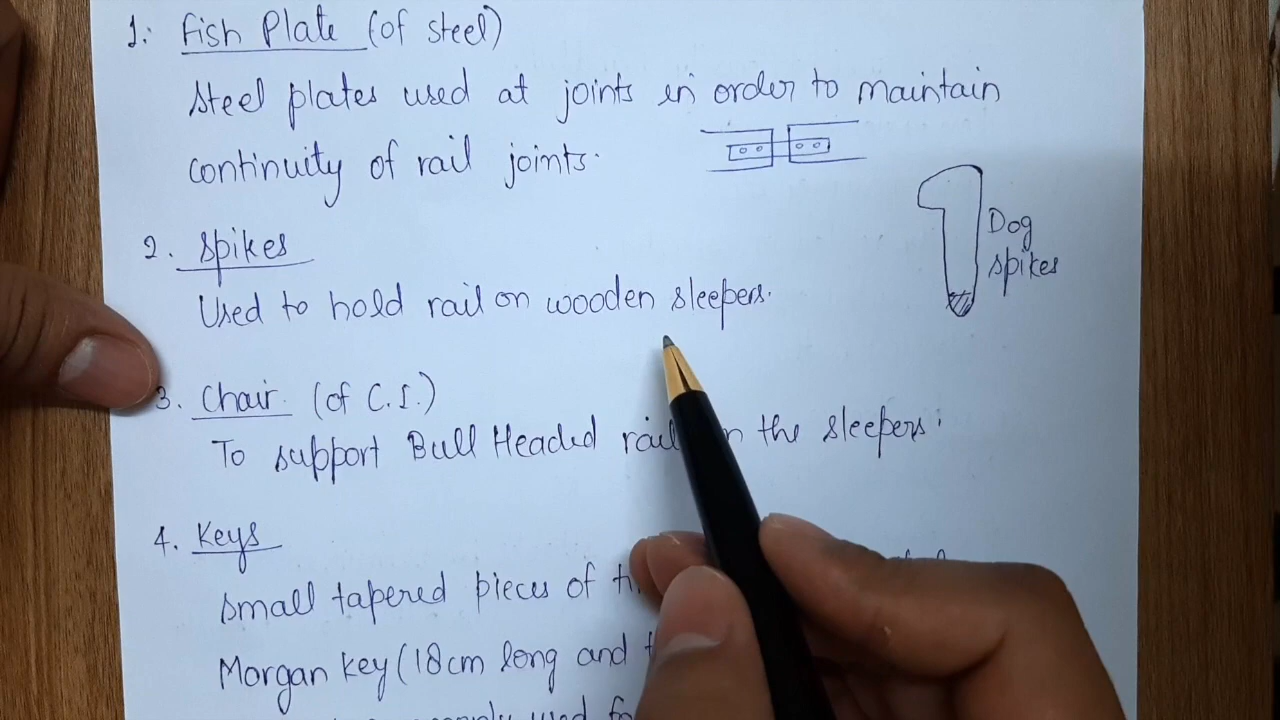 1. Fish Plate (of steel)
Steel plates used at joints in order to maintain
continuity of rail joints.
2. Spikes
Dog
Spikes
Used to hold rail on wooden sleepers.
3. Chair (of C.I.)
To support Bull Headed rail the sleepers.
4. Keys
Small tapered pieces of
Morgan Key (18cm long and
used